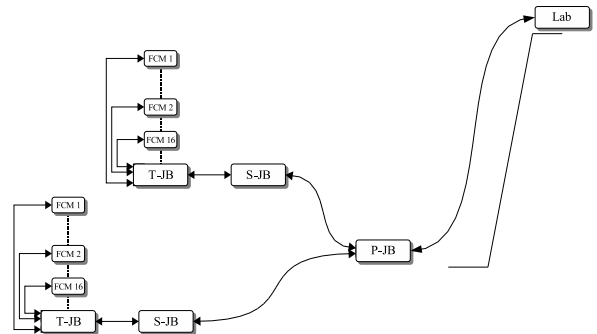 Lab
FCM 1
FCM 2
FCM 16
T-JB
S-JB
FCM 1
P-JB
FCM 2
FCM 16
T-JB
S-JB